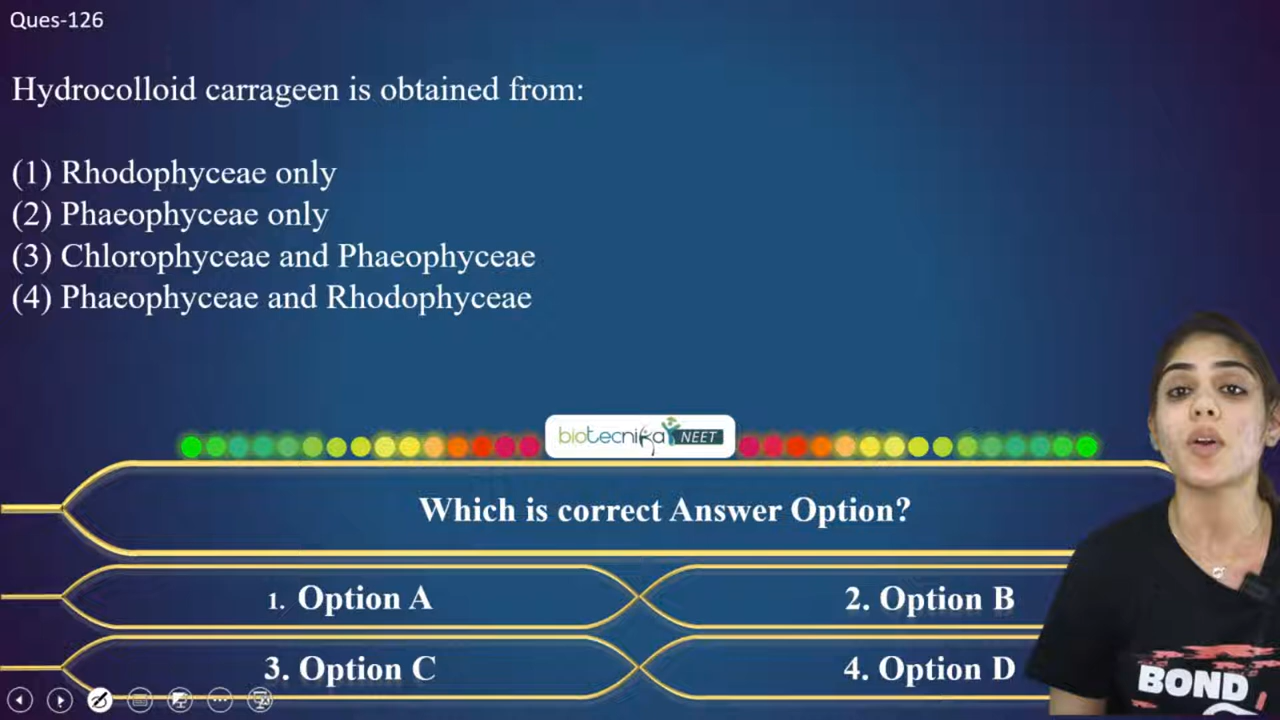 Ques-126
Hydrocolloid carrageen is obtained from:
(1) Rhodophyceae only
(2) Phaeophyceae only
(3) Chlorophyceae and Phaeophyceae
(4) Phaeophyceae and Rhodophyceae
biotecnika NEET
Which is correct Answer Option?
1. Option A
2. Option B
3. Option C
4. Option D
BOND